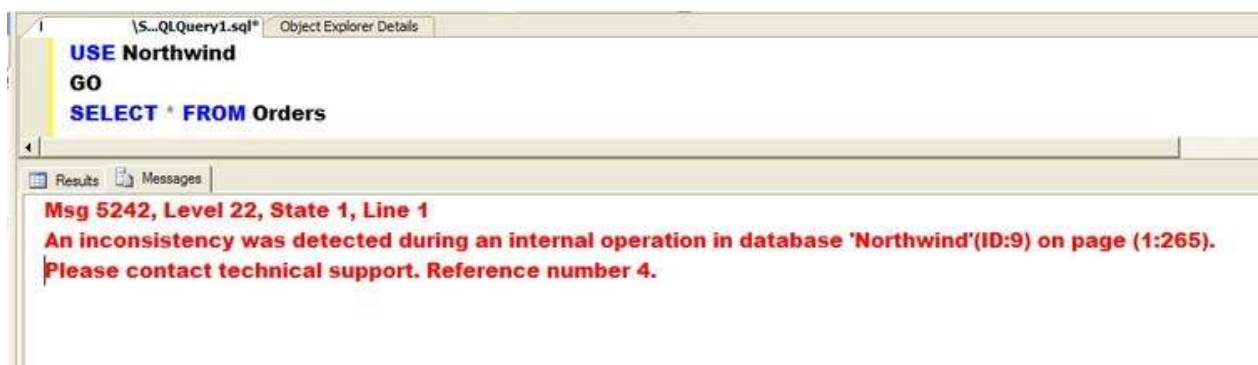 \S...QLQuery1.sql* Object Explorer Details
USE Northwind
GO
SELECT * FROM Orders
Results Messages
Msg 5242, Level 22, State 1, Line 1
An inconsistency was detected during an internal operation in database 'Northwind'(ID:9) on page (1:265).
Please contact technical support. Reference number 4.